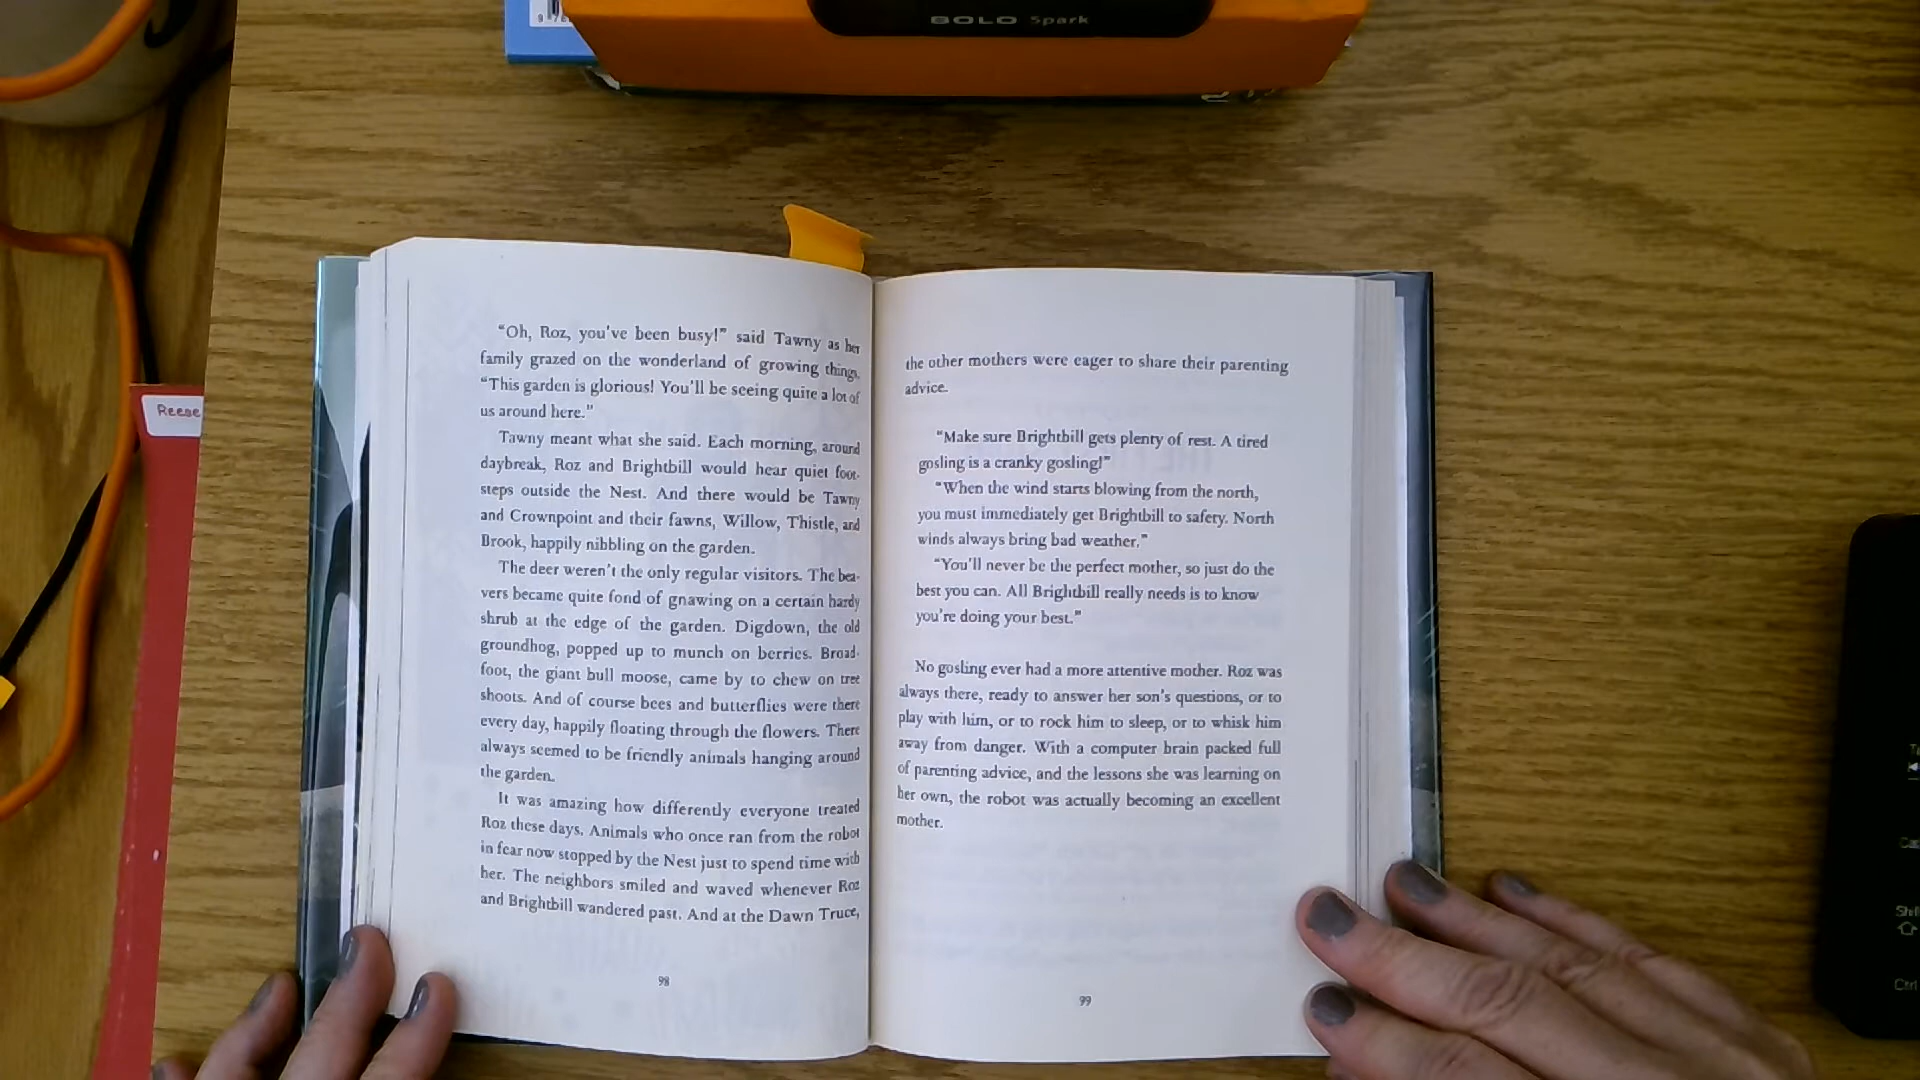 BOLO Spark
Reese
“Oh, Roz, you’ve been busy!” said Tawny as her
family grazed on the wonderland of growing things.
“This garden is glorious! You’ll be seeing quite a lot of
us around here.”
Tawny meant what she said. Each morning, around
daybreak, Roz and Brightbill would hear quiet foot-
steps outside the Nest. And there would be Tawny
and Crownpoint and their fawns, Willow, Thistle, and
Brook, happily nibbling on the garden.
The deer weren’t the only regular visitors. The bea-
vers became quite fond of gnawing on a certain hardy
shrub at the edge of the garden. Digdown, the old
groundhog, popped up to munch on berries. Broad-
foot, the giant bull moose, came by to chew on tree
shoots. And of course bees and butterflies were there
every day, happily floating through the flowers. There
always seemed to be friendly animals hanging around
the garden.
It was amazing how differently everyone treated
Roz these days. Animals who once ran from the robot
in fear now stopped by the Nest just to spend time with
her. The neighbors smiled and waved whenever Roz
and Brightbill wandered past. And at the Dawn Truce,
98
the other mothers were eager to share their parenting
advice.
“Make sure Brightbill gets plenty of rest. A tired
gosling is a cranky gosling!”
“When the wind starts blowing from the north,
you must immediately get Brightbill to safety. North
winds always bring bad weather.”
“You’ll never be the perfect mother, so just do the
best you can. All Brightbill really needs is to know
you’re doing your best.”
No gosling ever had a more attentive mother. Roz was
always there, ready to answer her son’s questions, or to
play with him, or to rock him to sleep, or to whisk him
away from danger. With a computer brain packed full
of parenting advice, and the lessons she was learning on
her own, the robot was actually becoming an excellent
mother.
99
Ctrl